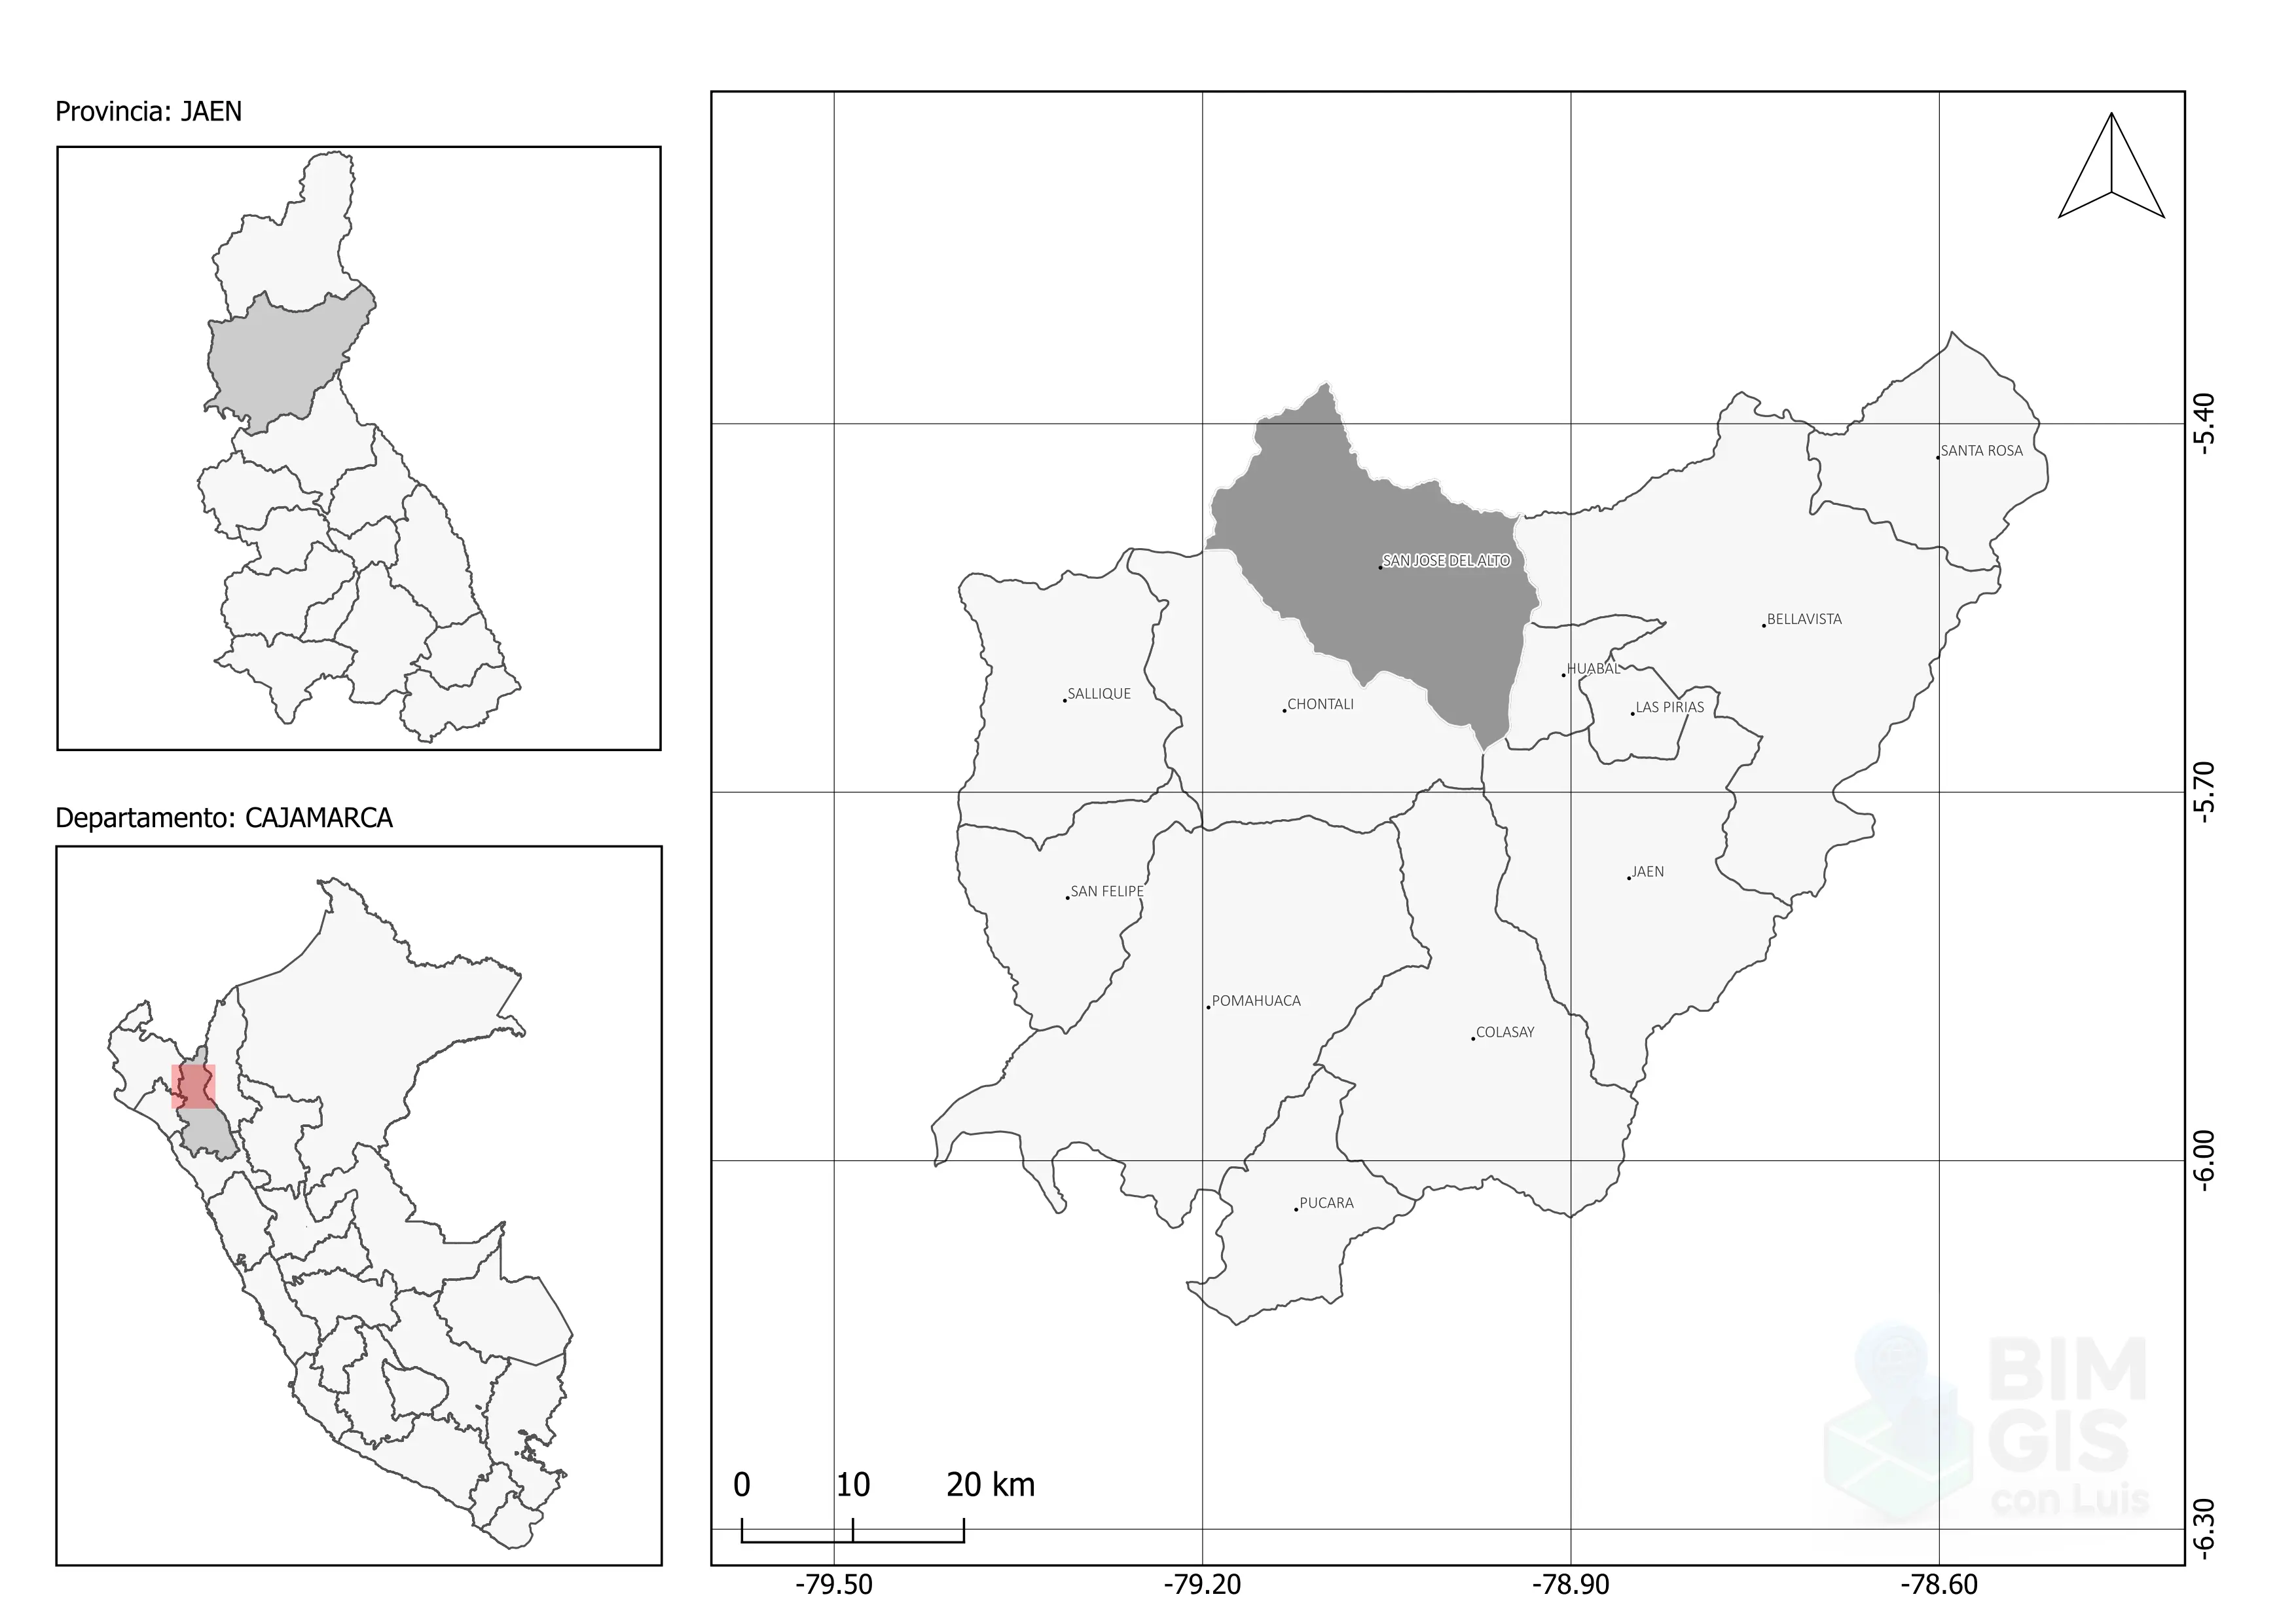 Provincia: JAEN
Departamento: CAJAMARCA
SANTA ROSA
SAN JOSE DEL ALTO
BELLAVISTA
HUABAL
SALLIQUE
CHONTALI
LAS PIRIAS
JAEN
SAN FELIPE
POMAHUACA
COLASAY
PUCARA
-5.40
-5.70
-6.00
-6.30
BIM
GIS
con Luis
0 10 20 km
-79.50 -79.20 -78.90 -78.60